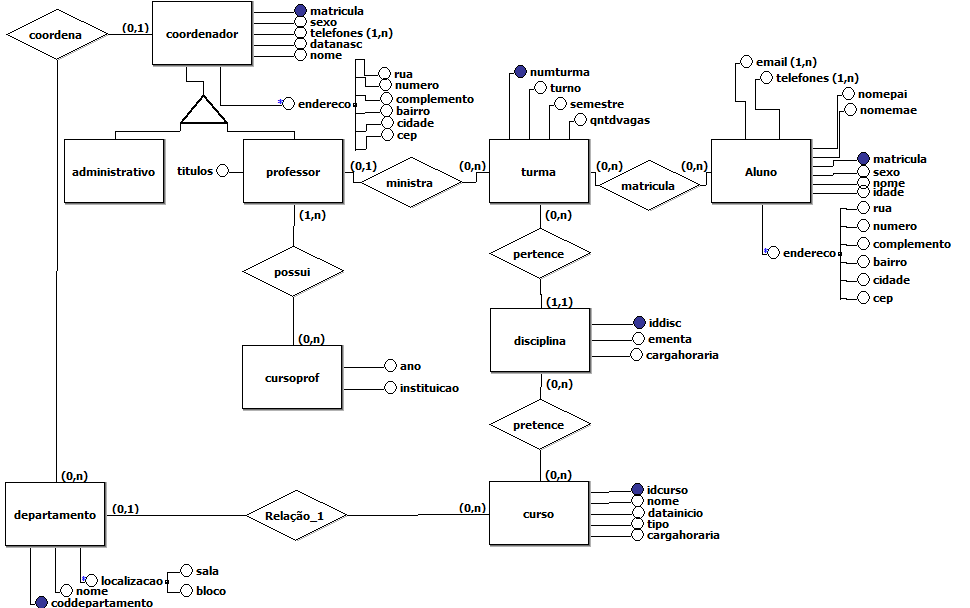 coordena
(0,1)
coordenador
matricula
sexo
telefones (1,n)
datanasc
nome
endereco
rua
numero
complemento
bairro
cidade
cep
administrativo
titulos
professor
(0,1)
ministra
(0,n)
numturma
turno
semestre
qntdvagas
turma
(0,n)
matricula
(0,n)
Aluno
email (1,n)
telefones (1,n)
nomepai
nomemae
matricula
sexo
nome
idade
endereco
rua
numero
complemento
bairro
cidade
cep
(1,n)
possui
(0,n)
cursoprof
ano
instituicao
(0,n)
pertence
(1,1)
disciplina
iddisc
ementa
cargahoraria
(0,n)
pretence
(0,n)
curso
idcurso
nome
datainicio
tipo
cargahoraria
(0,n)
Relação_1
(0,1)
(0,n)
departamento
localizacao
sala
bloco
nome
coddepartamento